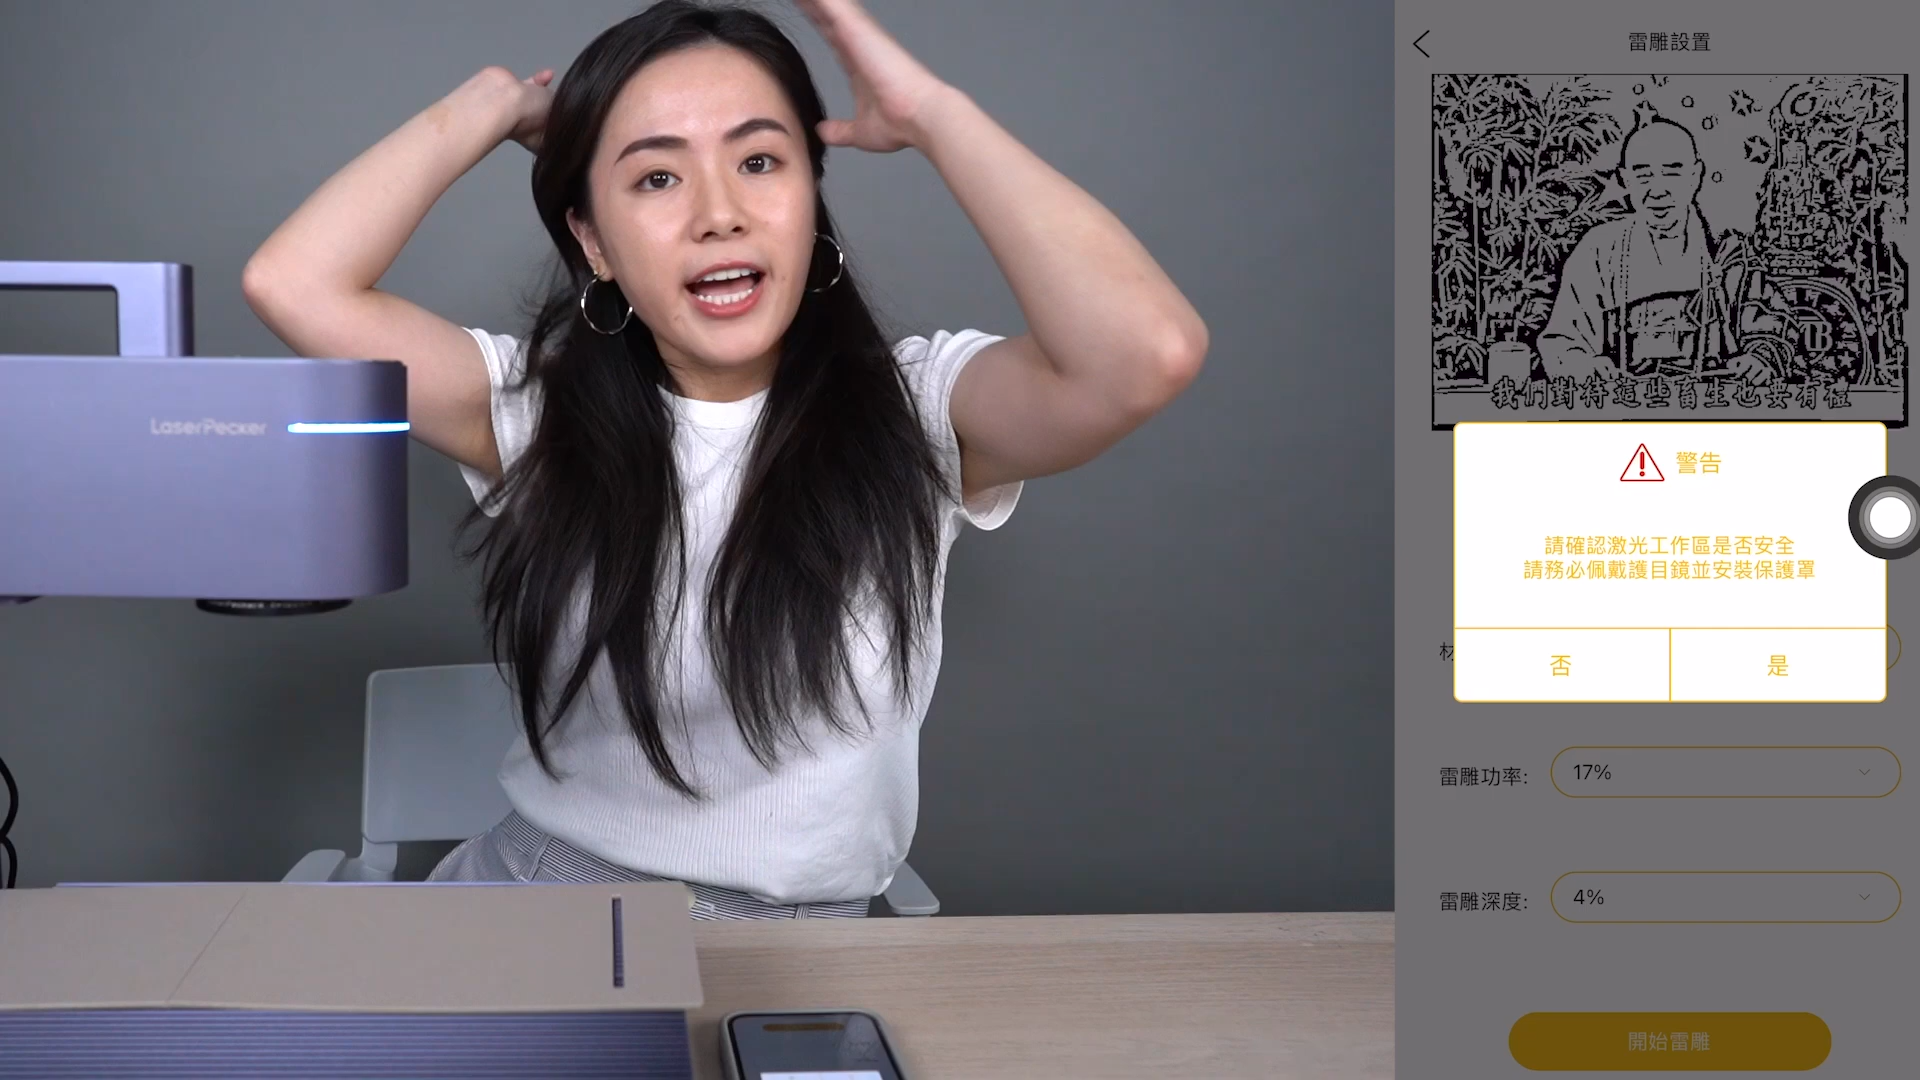 LaserPecker
雷雕設置
我們對待這些畜生也要有禮
警告
請確認激光工作區是否安全
請務必佩戴護目鏡並安裝保護罩
否
是
材
雷雕功率:
17%
雷雕深度:
4%
開始雷雕